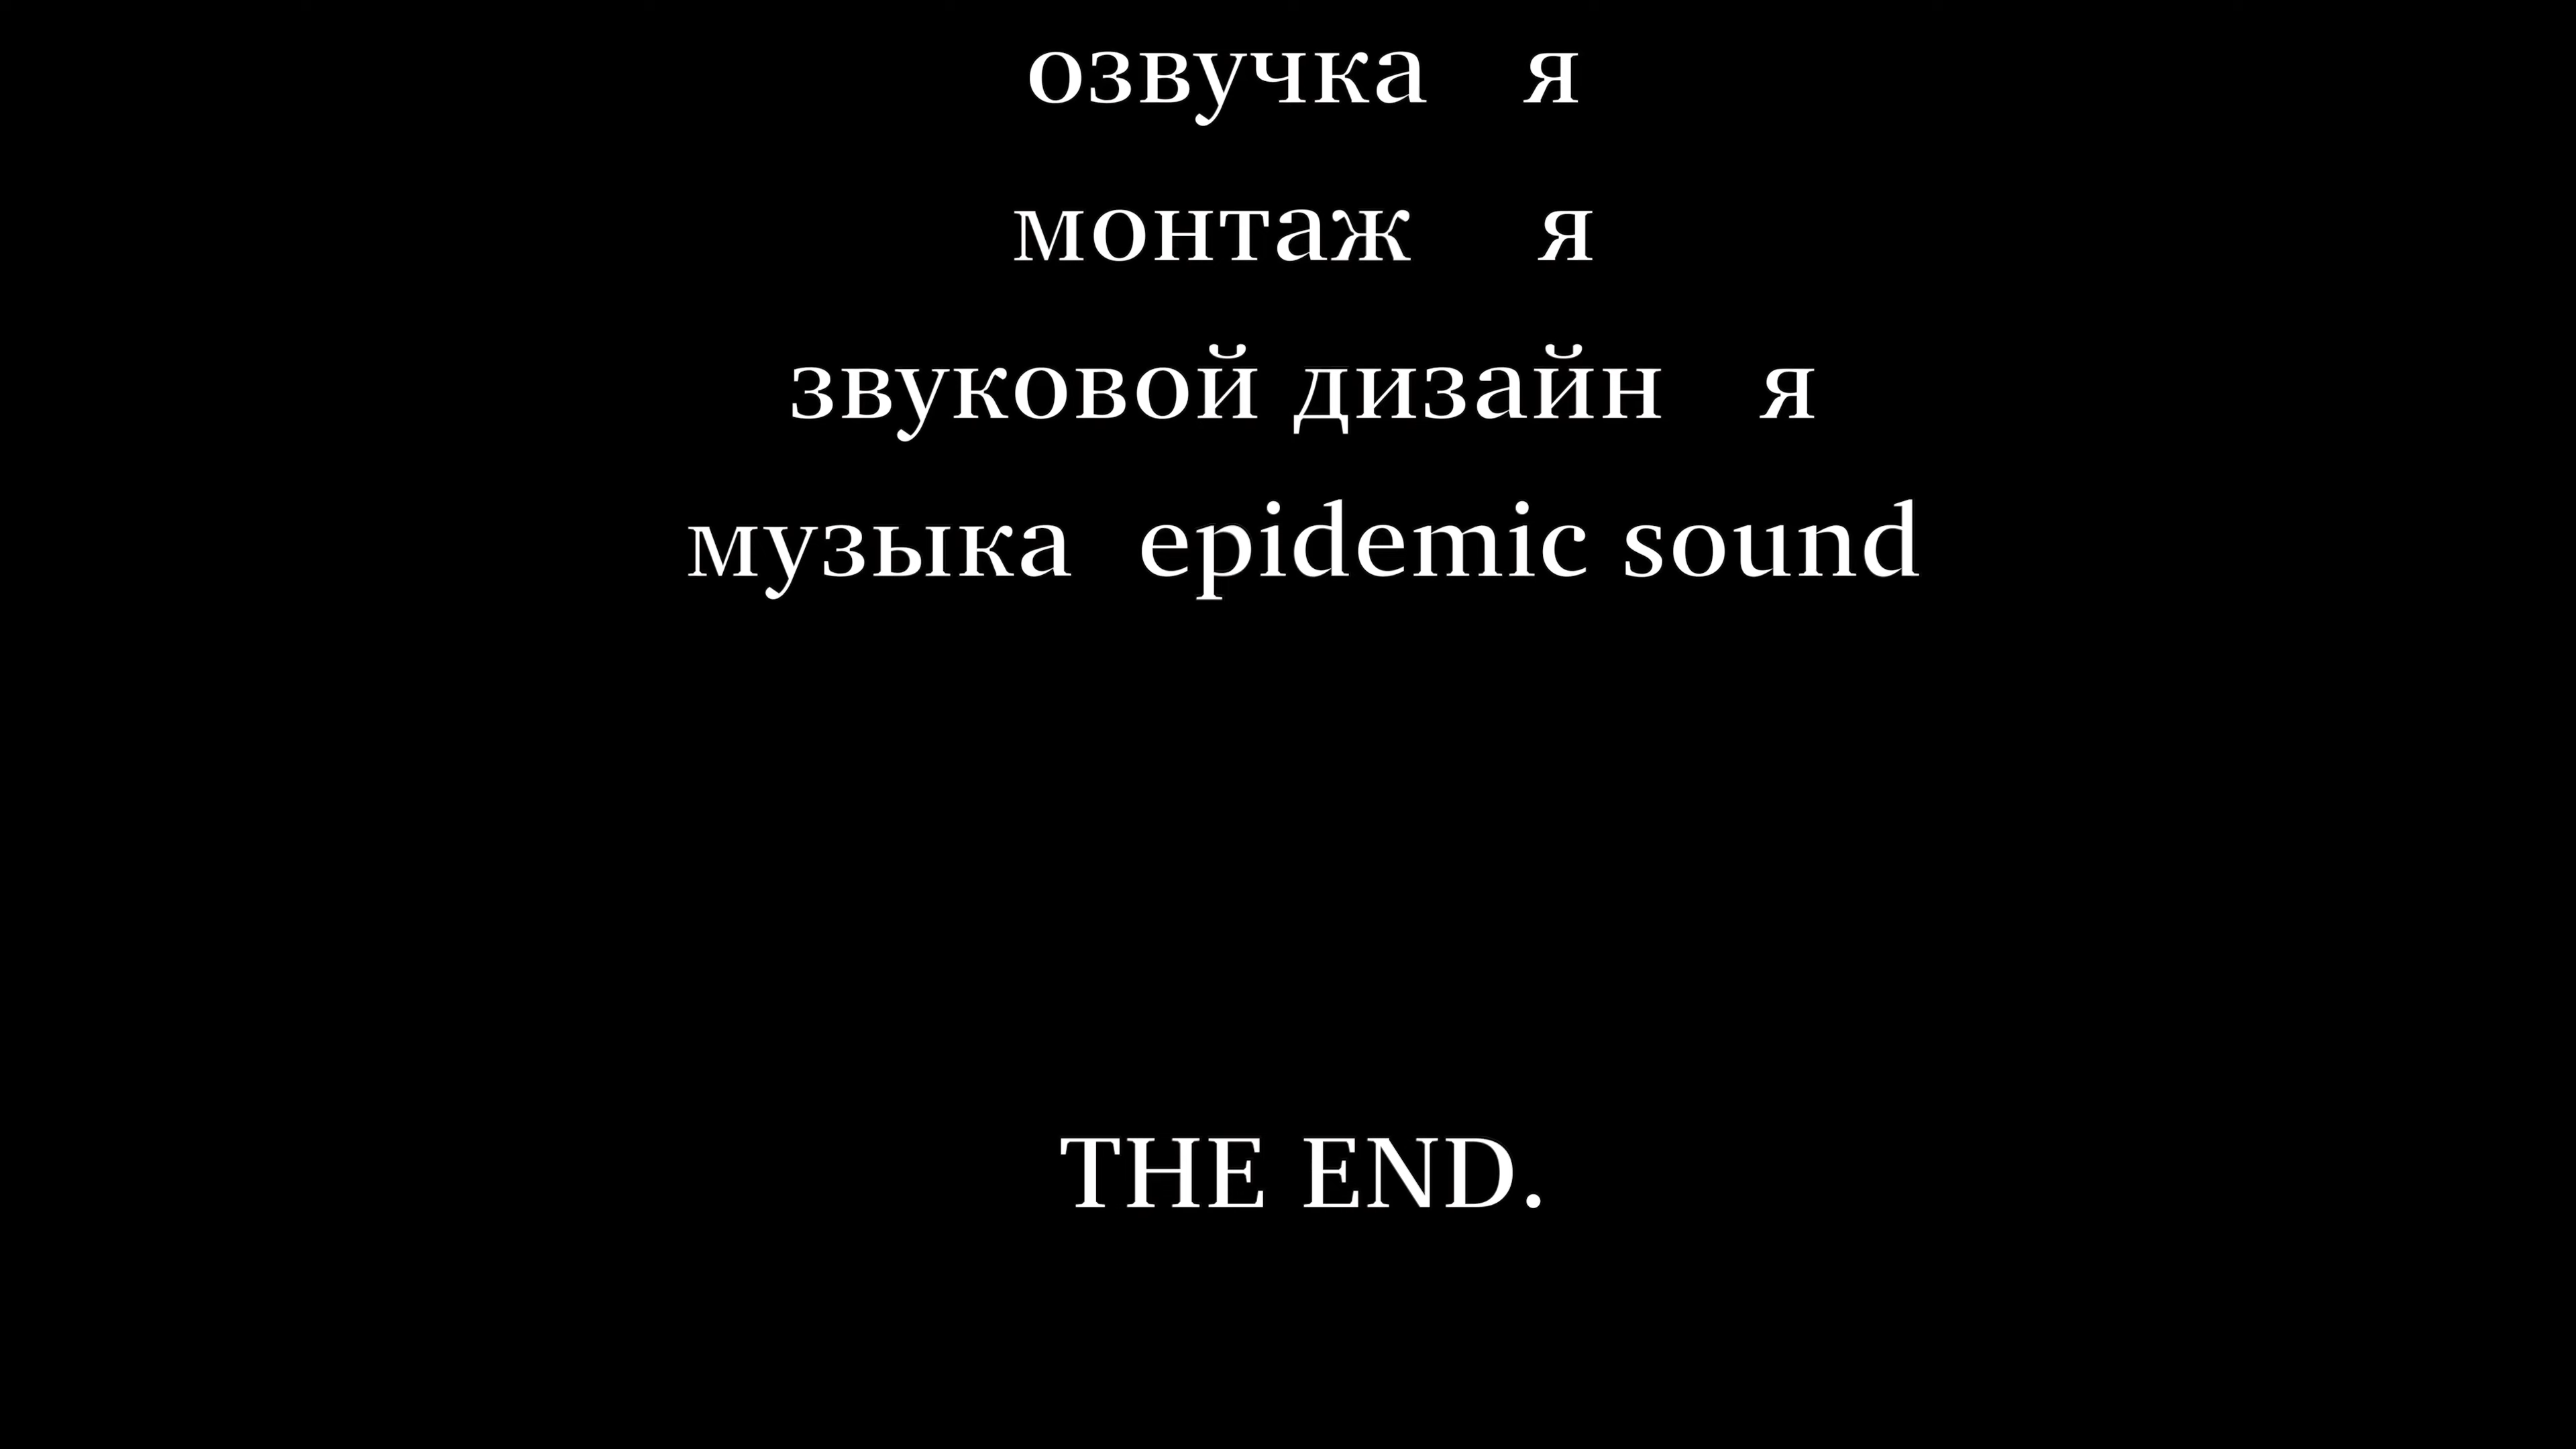 озвучка я
монтаж я
звуковой дизайн я
музыка epidemic sound
THE END.